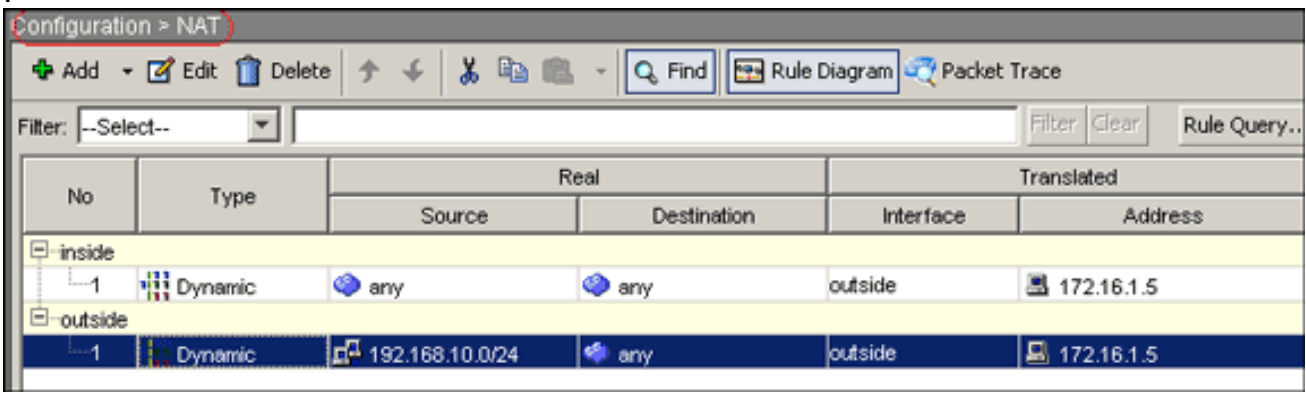 Configuration > NAT
Add Edit Delete Find Rule Diagram Packet Trace
Filter: --Select-- Filter Clear Rule Query..
No Type Real Translated
Source Destination Interface Address
inside
1 Dynamic any any outside 172.16.1.5
outside
1 Dynamic 192.168.10.0/24 any outside 172.16.1.5